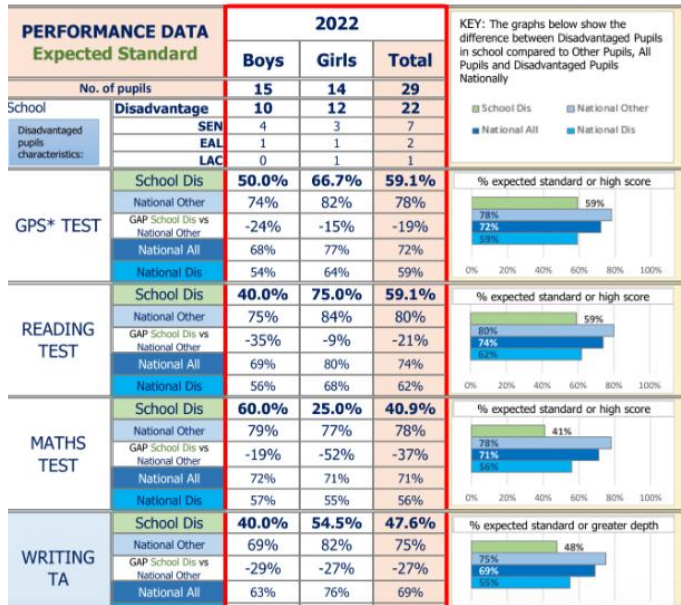 PERFORMANCE DATA
Expected Standard
2022
Boys Girls Total
No. of pupils 15 14 29
School Disadvantage 10 12 22
Disadvantaged
pupils
characteristics:
SEN 4 3 7
EAL 1 1 2
LAC 0 1 1
KEY: The graphs below show the
difference between Disadvantaged Pupils
in school compared to Other Pupils, All
Pupils and Disadvantaged Pupils
Nationally
School Dis National Other
National All National Dis
GPS* TEST
School Dis 50.0% 66.7% 59.1%
National Other 74% 82% 78%
GAP School Dis vs
National Other -24% -15% -19%
National All 68% 77% 72%
National Dis 54% 64% 59%
% expected standard or high score
59%
78%
72%
59%
0% 20% 40% 60% 80% 100%
READING
TEST
School Dis 40.0% 75.0% 59.1%
National Other 75% 84% 80%
GAP School Dis vs
National Other -35% -9% -21%
National All 69% 80% 74%
National Dis 56% 68% 62%
% expected standard or high score
59%
80%
74%
62%
0% 20% 40% 60% 80% 100%
MATHS
TEST
School Dis 60.0% 25.0% 40.9%
National Other 79% 77% 78%
GAP School Dis vs
National Other -19% -52% -37%
National All 72% 71% 71%
National Dis 57% 55% 56%
% expected standard or high score
41%
78%
71%
56%
0% 20% 40% 60% 80% 100%
WRITING
TA
School Dis 40.0% 54.5% 47.6%
National Other 69% 82% 75%
GAP School Dis vs
National Other -29% -27% -27%
National All 63% 76% 69%
% expected standard or greater depth
48%
75%
69%
55%